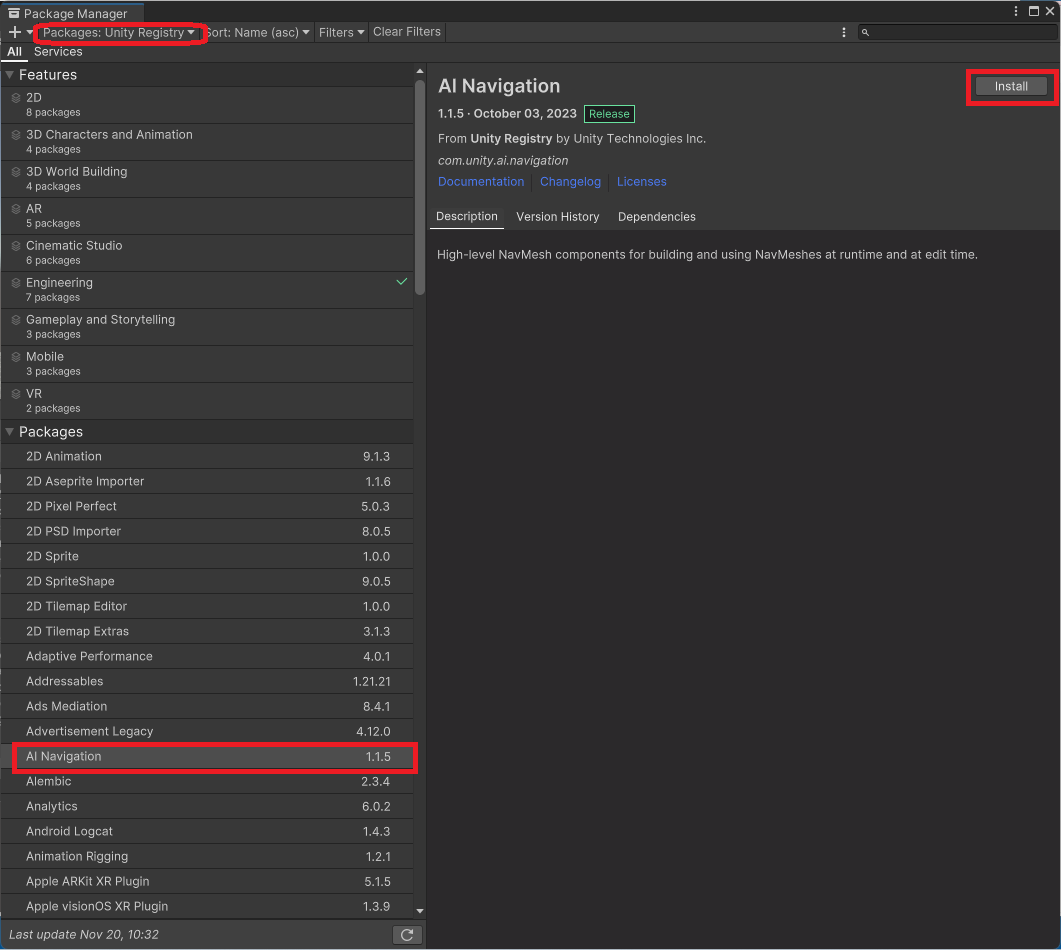 Package Manager
Packages: Unity Registry Sort: Name (asc) Filters Clear Filters
All Services
Features
2D
8 packages
3D Characters and Animation
4 packages
3D World Building
4 packages
AR
5 packages
Cinematic Studio
6 packages
Engineering
7 packages
Gameplay and Storytelling
3 packages
Mobile
3 packages
VR
2 packages
Packages
2D Animation 9.1.3
2D Aseprite Importer 1.1.6
2D Pixel Perfect 5.0.3
2D PSD Importer 8.0.5
2D Sprite 1.0.0
2D SpriteShape 9.0.5
2D Tilemap Editor 1.0.0
2D Tilemap Extras 3.1.3
Adaptive Performance 4.0.1
Addressables 1.21.21
Ads Mediation 8.4.1
Advertisement Legacy 4.12.0
AI Navigation 1.1.5
Alembic 2.3.4
Analytics 6.0.2
Android Logcat 1.4.3
Animation Rigging 1.2.1
Apple ARKit XR Plugin 5.1.5
Apple visionOS XR Plugin 1.3.9
Last update Nov 20, 10:32
AI Navigation
Install
1.1.5 · October 03, 2023 Release
From Unity Registry by Unity Technologies Inc.
com.unity.ai.navigation
Documentation Changelog Licenses
Description Version History Dependencies
High-level NavMesh components for building and using NavMeshes at runtime and at edit time.